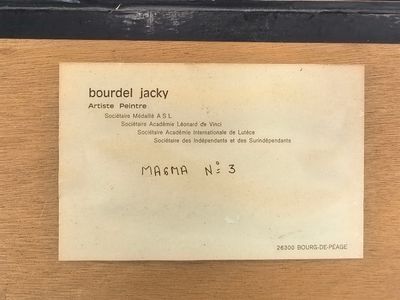 bourdel jacky
Artiste Peintre
Sociétaire Médaillé A S L
Sociétaire Académie Léonard de Vinci
Sociétaire Académie Internationale de Lutèce
Sociétaire des Indépendants et des Surindépendants
MAGMA N° 3
26300 BOURG-DE-PÉAGE